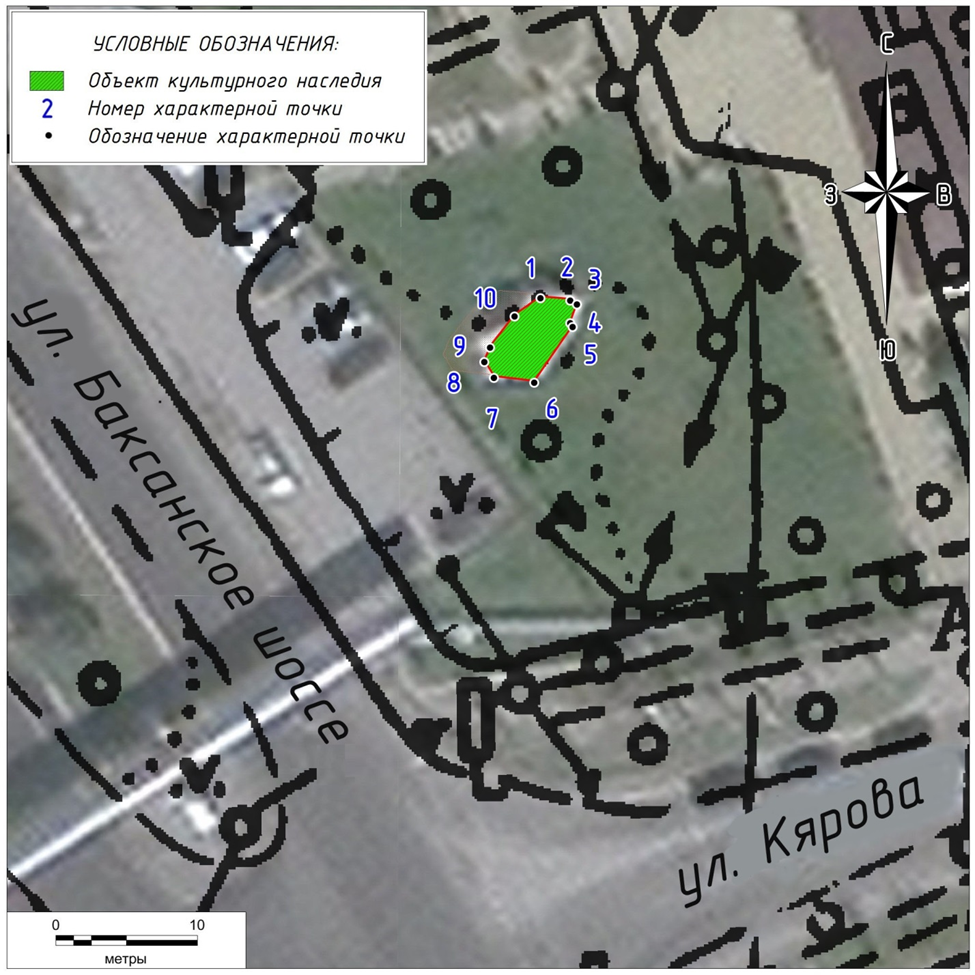 УСЛОВНЫЕ ОБОЗНАЧЕНИЯ:
Объект культурного наследия
2 Номер характерной точки
Обозначение характерной точки
С
З
В
Ю
1
2
3
10
4
9
5
8
6
7
ул. Баксанское шоссе
А
ул. Кярова
0 10
метры